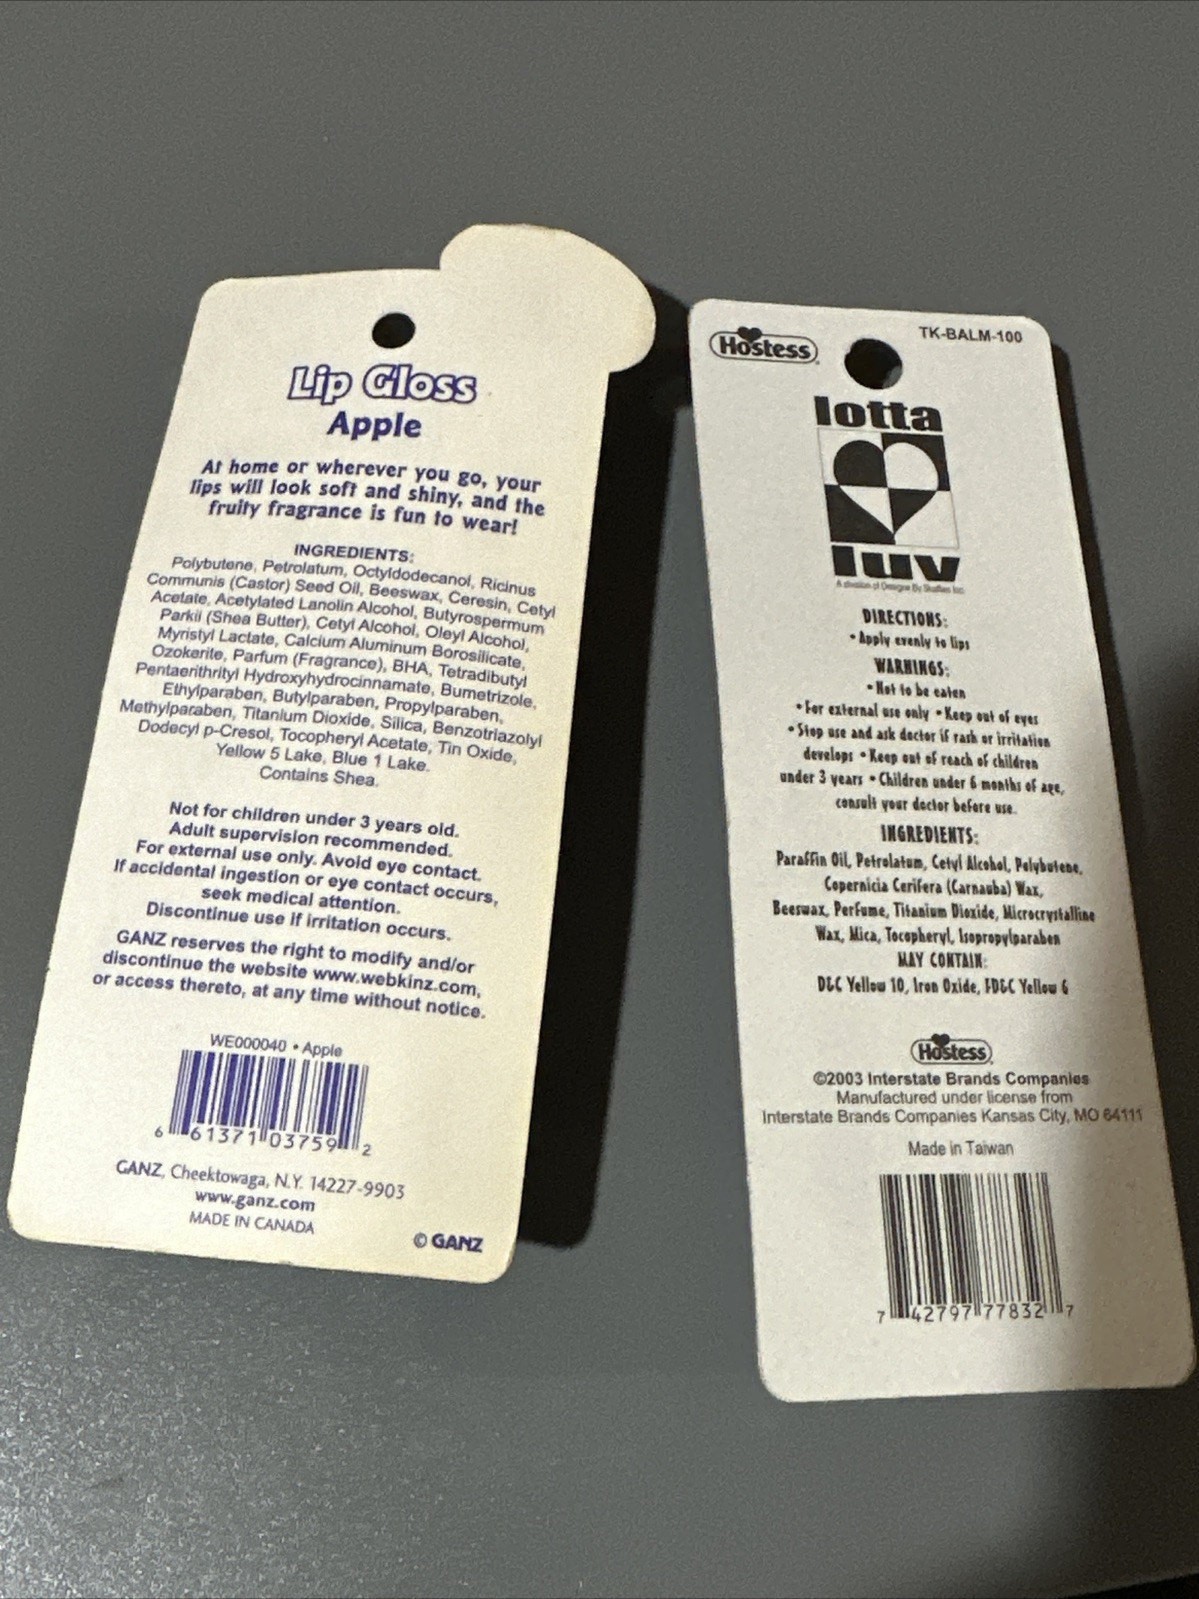 Lip Gloss
Apple
At home or wherever you go, your
lips will look soft and shiny, and the
fruity fragrance is fun to wear!
INGREDIENTS:
Polybutene, Petrolatum, Octyldodecanol, Ricinus
Communis (Castor) Seed Oil, Beeswax, Ceresin, Cetyl
Acetate, Acetylated Lanolin Alcohol, Butyrospermum
Parkii (Shea Butter), Cetyl Alcohol, Oleyl Alcohol,
Myristyl Lactate, Calcium Aluminum Borosilicate,
Ozokerite, Parfum (Fragrance), BHA, Tetradibutyl
Pentaerithrityl Hydroxyhydrocinnamate, Bumetrizole,
Ethylparaben, Butylparaben, Propylparaben,
Methylparaben, Titanium Dioxide, Silica, Benzotriazolyl
Dodecyl p-Cresol, Tocopheryl Acetate, Tin Oxide,
Yellow 5 Lake, Blue 1 Lake.
Contains Shea.
Not for children under 3 years old.
Adult supervision recommended.
For external use only. Avoid eye contact.
If accidental ingestion or eye contact occurs,
seek medical attention.
Discontinue use if irritation occurs.
GANZ reserves the right to modify and/or
discontinue the website www.webkinz.com,
or access thereto, at any time without notice.
WE000040 • Apple
6 61371 03759 2
GANZ, Cheektowaga, N.Y. 14227-9903
www.ganz.com
MADE IN CANADA
© GANZ
Hostess
TK-BALM-100
lotta
luv
A division of Designs By Skaffles Inc.
DIRECTIONS:
• Apply evenly to lips
WARNINGS:
• Not to be eaten
• For external use only • Keep out of eyes
• Stop use and ask doctor if rash or irritation
develops • Keep out of reach of children
under 3 years • Children under 6 months of age,
consult your doctor before use.
INGREDIENTS:
Paraffin Oil, Petrolatum, Cetyl Alcohol, Polybutene,
Copernicia Cerifera (Carnauba) Wax,
Beeswax, Perfume, Titanium Dioxide, Microcrystalline
Wax, Mica, Tocopheryl, Isopropylparaben
MAY CONTAIN:
D&C Yellow 10, Iron Oxide, FD&C Yellow 6
Hostess
©2003 Interstate Brands Companies
Manufactured under license from
Interstate Brands Companies Kansas City, MO 64111
Made in Taiwan
7 42797 77832 7